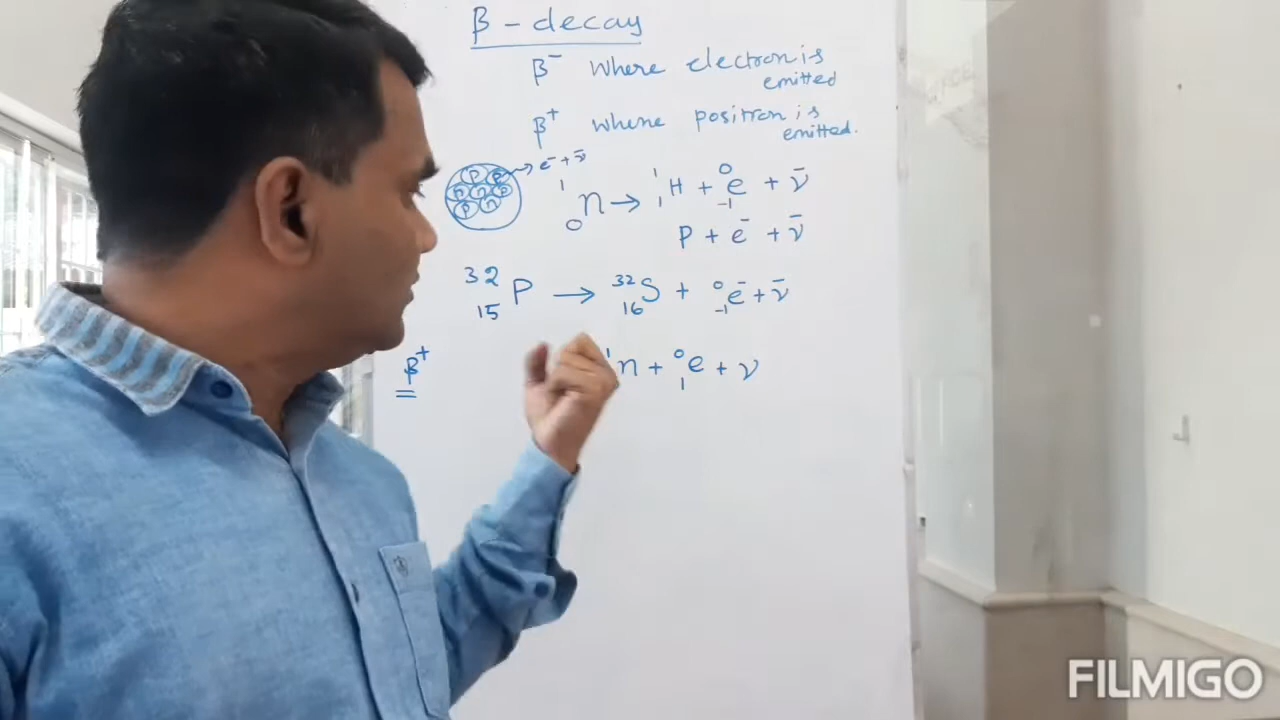 β - decay
β⁻ where electron is emitted
β⁺ where positron is emitted.
p p → e⁻ + ν̄
n n p
p n
¹₀n → ¹₁H + ⁰₋₁e + ν̄
P + e⁻ + ν̄
³²₁₅P → ³²₁₆S + ⁰₋₁e⁻ + ν̄
β⁺ ¹n + ⁰₁e + ν
FILMIGO